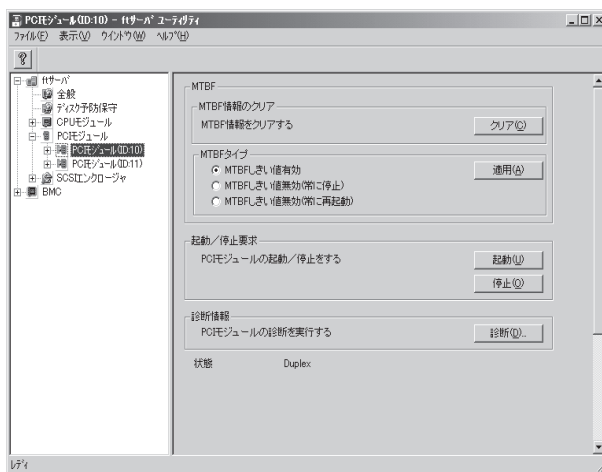 PCIモジュール(ID:10) - ftサーバ ユーティリティ
ファイル(F) 表示(V) ウィンドウ(W) ヘルプ(H)
ftサーバ
全般
ディスク予防保守
CPUモジュール
PCIモジュール
PCIモジュール(ID:10)
PCIモジュール(ID:11)
SCSIエンクロージャ
BMC
MTBF
MTBF情報のクリア
MTBF情報をクリアする
クリア(C)
MTBFタイプ
MTBFしきい値有効
適用(A)
MTBFしきい値無効(常に停止)
MTBFしきい値無効(常に再起動)
起動/停止要求
PCIモジュールの起動/停止をする
起動(U)
停止(O)
診断情報
PCIモジュールの診断を実行する
診断(D)..
状態 Duplex
レディ